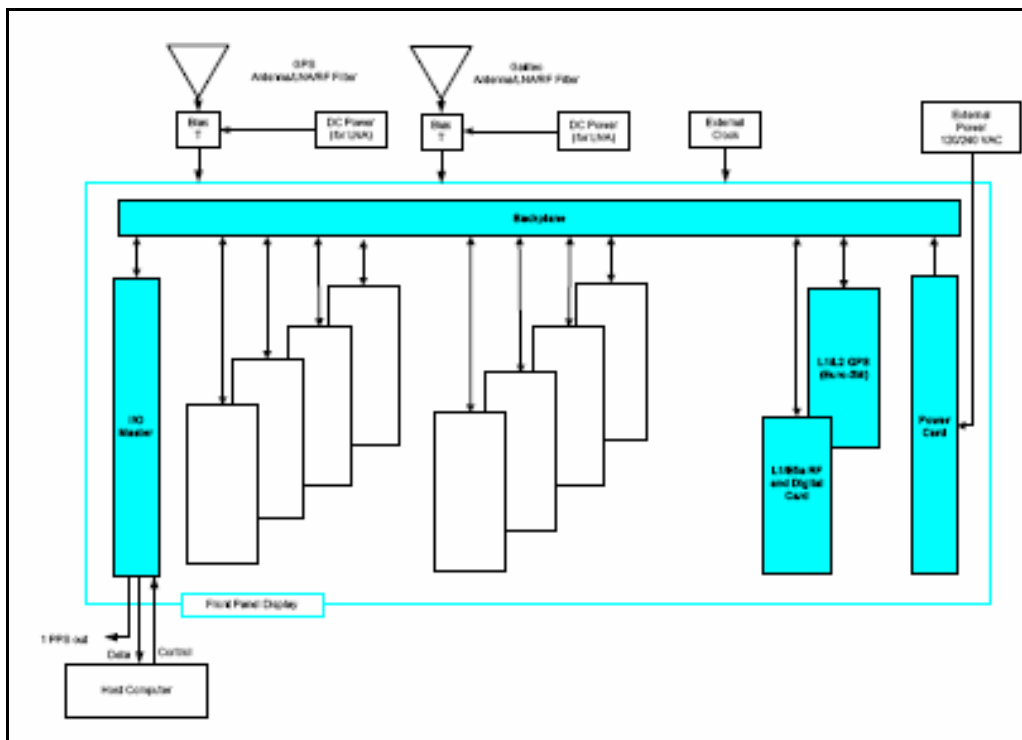 GPS
Antenna/LNA/RF Filter
Galileo
Antenna/LNA/RF Filter
Bias
T
DC Power
(for LNA)
Bias
T
DC Power
(for LNA)
External
Clock
External
Power
120/240 VAC
Backplane
I/O
Master
L1/L2 GPS
L1/E5a RF
and Digital
Card
Power
Card
Front Panel Display
1 PPS out
Data
Control
Host Computer